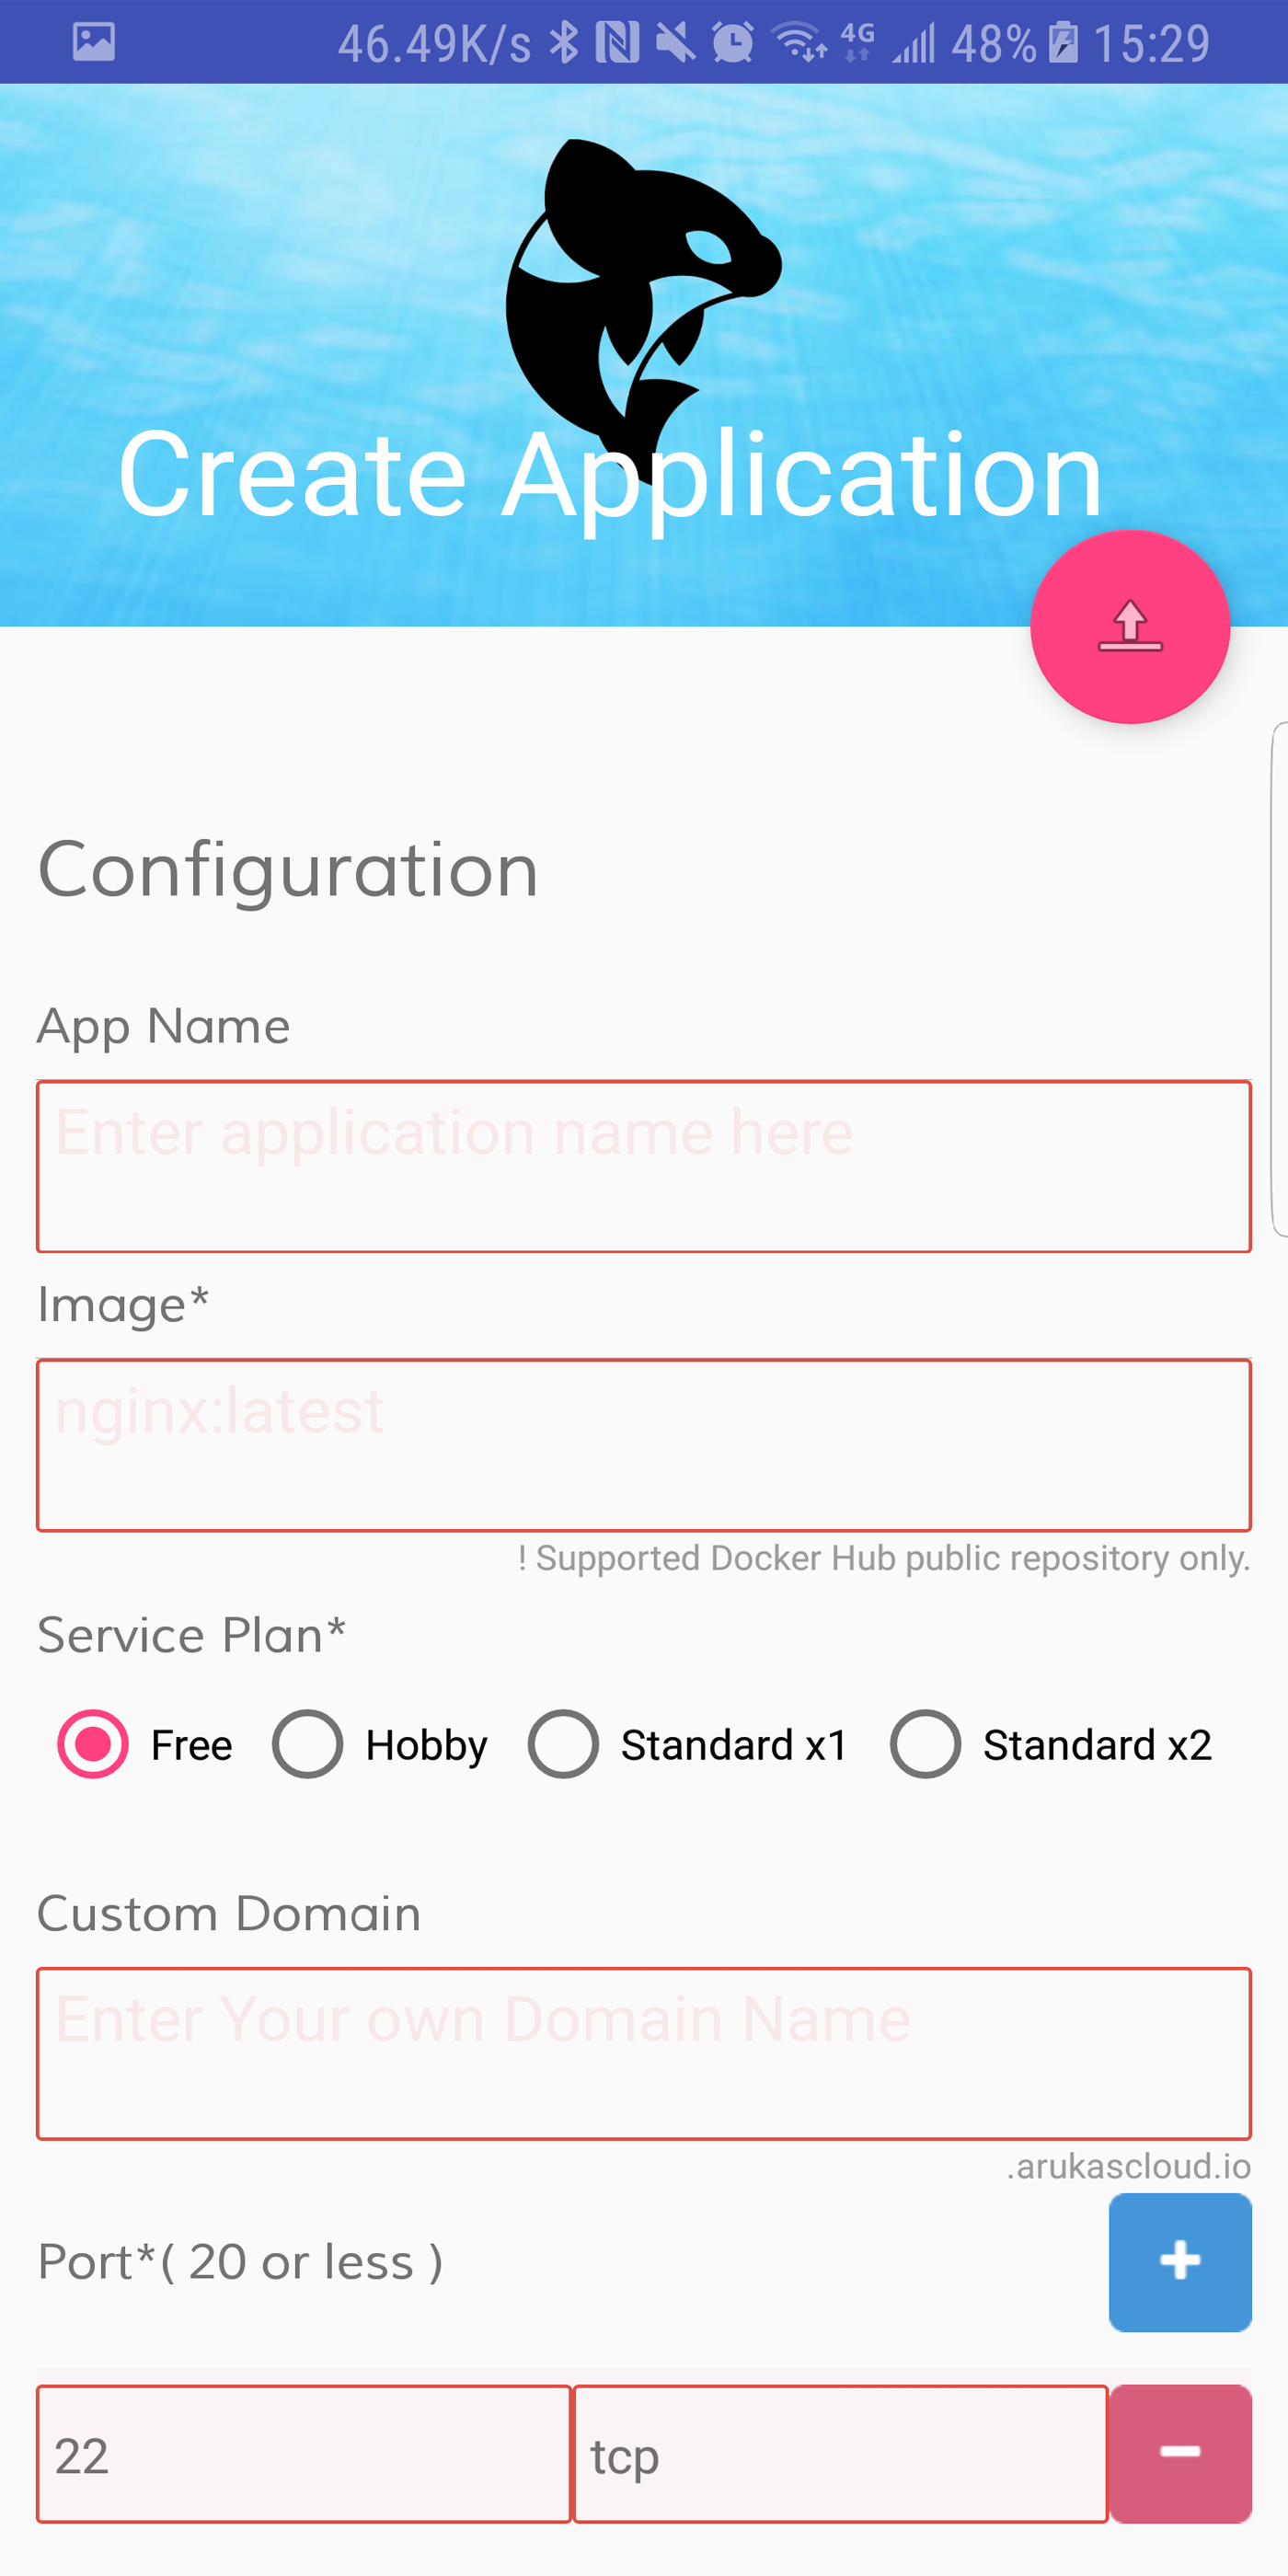 46.49K/s 4G 48% 15:29
Create Application
Configuration
App Name
Enter application name here
Image*
nginx:latest
! Supported Docker Hub public repository only.
Service Plan*
Free Hobby Standard x1 Standard x2
Custom Domain
Enter Your own Domain Name
.arukascloud.io
Port*( 20 or less )
22 tcp